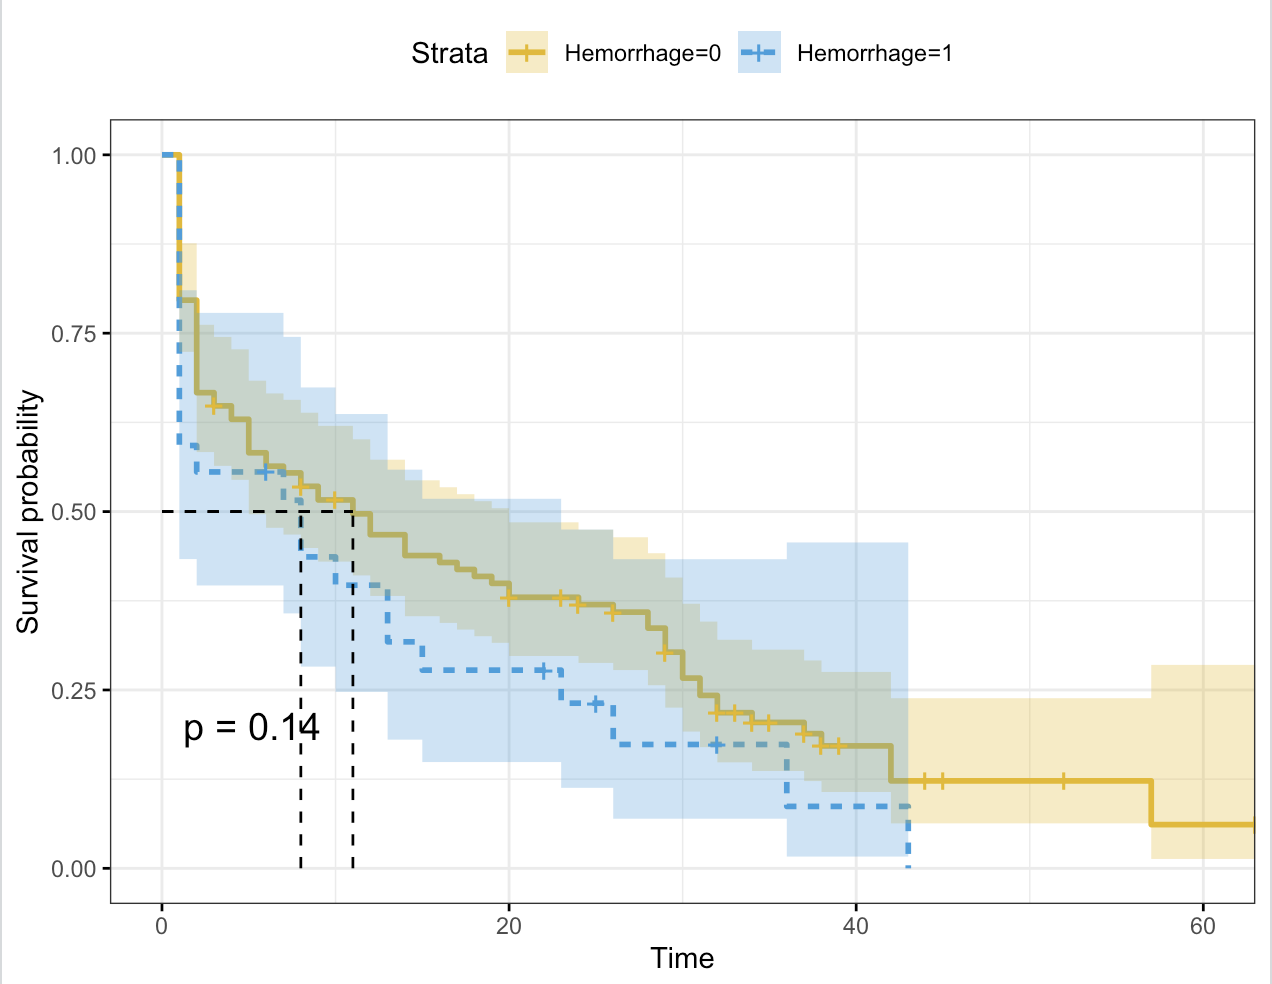 Strata Hemorrhage=0 Hemorrhage=1
Survival probability
1.00
0.75
0.50
0.25
0.00
p = 0.14
0 20 40 60
Time